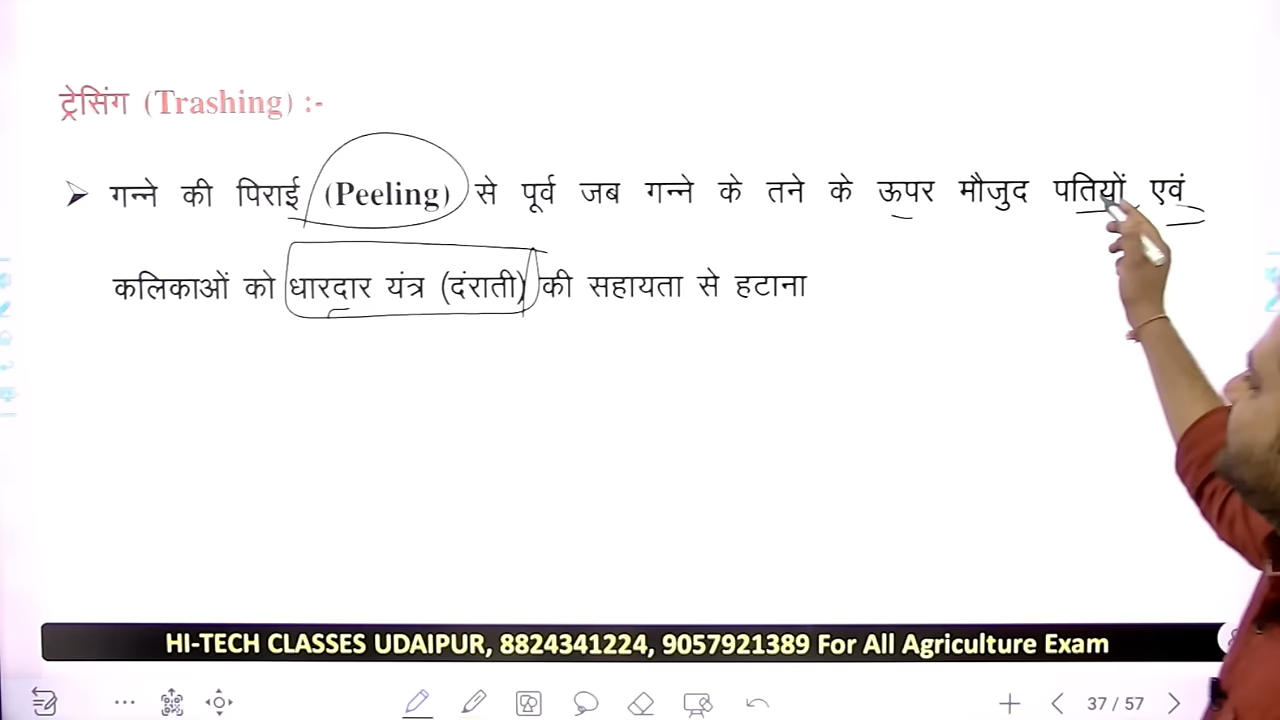 ट्रेसिंग (Trashing) :-
गन्ने की पिराई (Peeling) से पूर्व जब गन्ने के तने के ऊपर मौजुद पतियों एवं
कलिकाओं को धारदार यंत्र (दंराती) की सहायता से हटाना
HI-TECH CLASSES UDAIPUR, 8824341224, 9057921389 For All Agriculture Exam
37 / 57